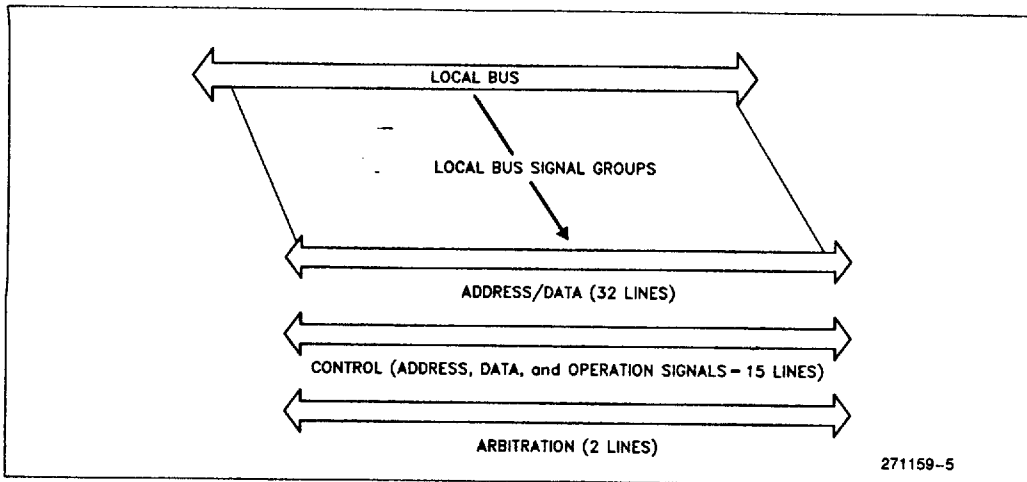 LOCAL BUS
LOCAL BUS SIGNAL GROUPS
ADDRESS/DATA (32 LINES)
CONTROL (ADDRESS, DATA, and OPERATION SIGNALS – 15 LINES)
ARBITRATION (2 LINES)
271159-5